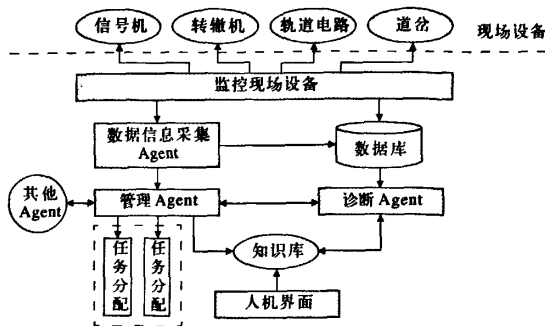 信号机 转辙机 轨道电路 道岔
现场设备
监控现场设备
数据信息采集
Agent
数据库
其他
Agent
管理 Agent
诊断 Agent
任务分配
任务分配
知识库
人机界面